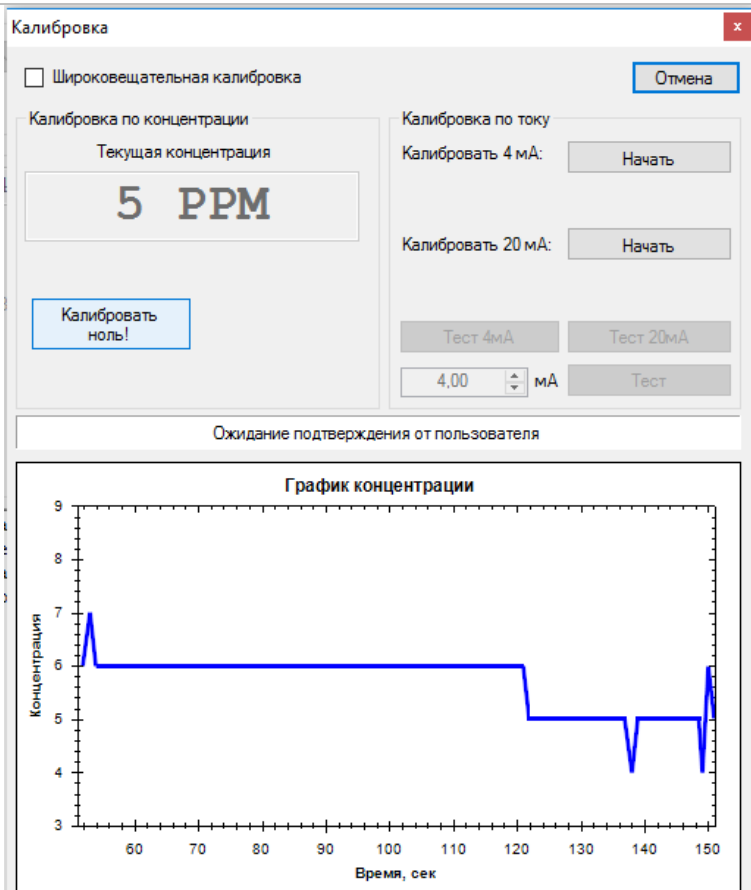 Калибровка
x
Широковещательная калибровка
Отмена
Калибровка по концентрации
Текущая концентрация
5 PPM
Калибровать
ноль!
Калибровка по току
Калибровать 4 мА:
Начать
Калибровать 20 мА:
Начать
Тест 4мА
Тест 20мА
4,00
мА
Тест
Ожидание подтверждения от пользователя
График концентрации
Концентрация
9
8
7
6
5
4
3
60 70 80 90 100 110 120 130 140 150
Время, сек